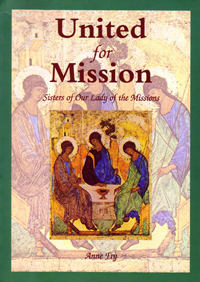 United
for
Mission
Sisters of Our Lady of the Missions
Anne Fry